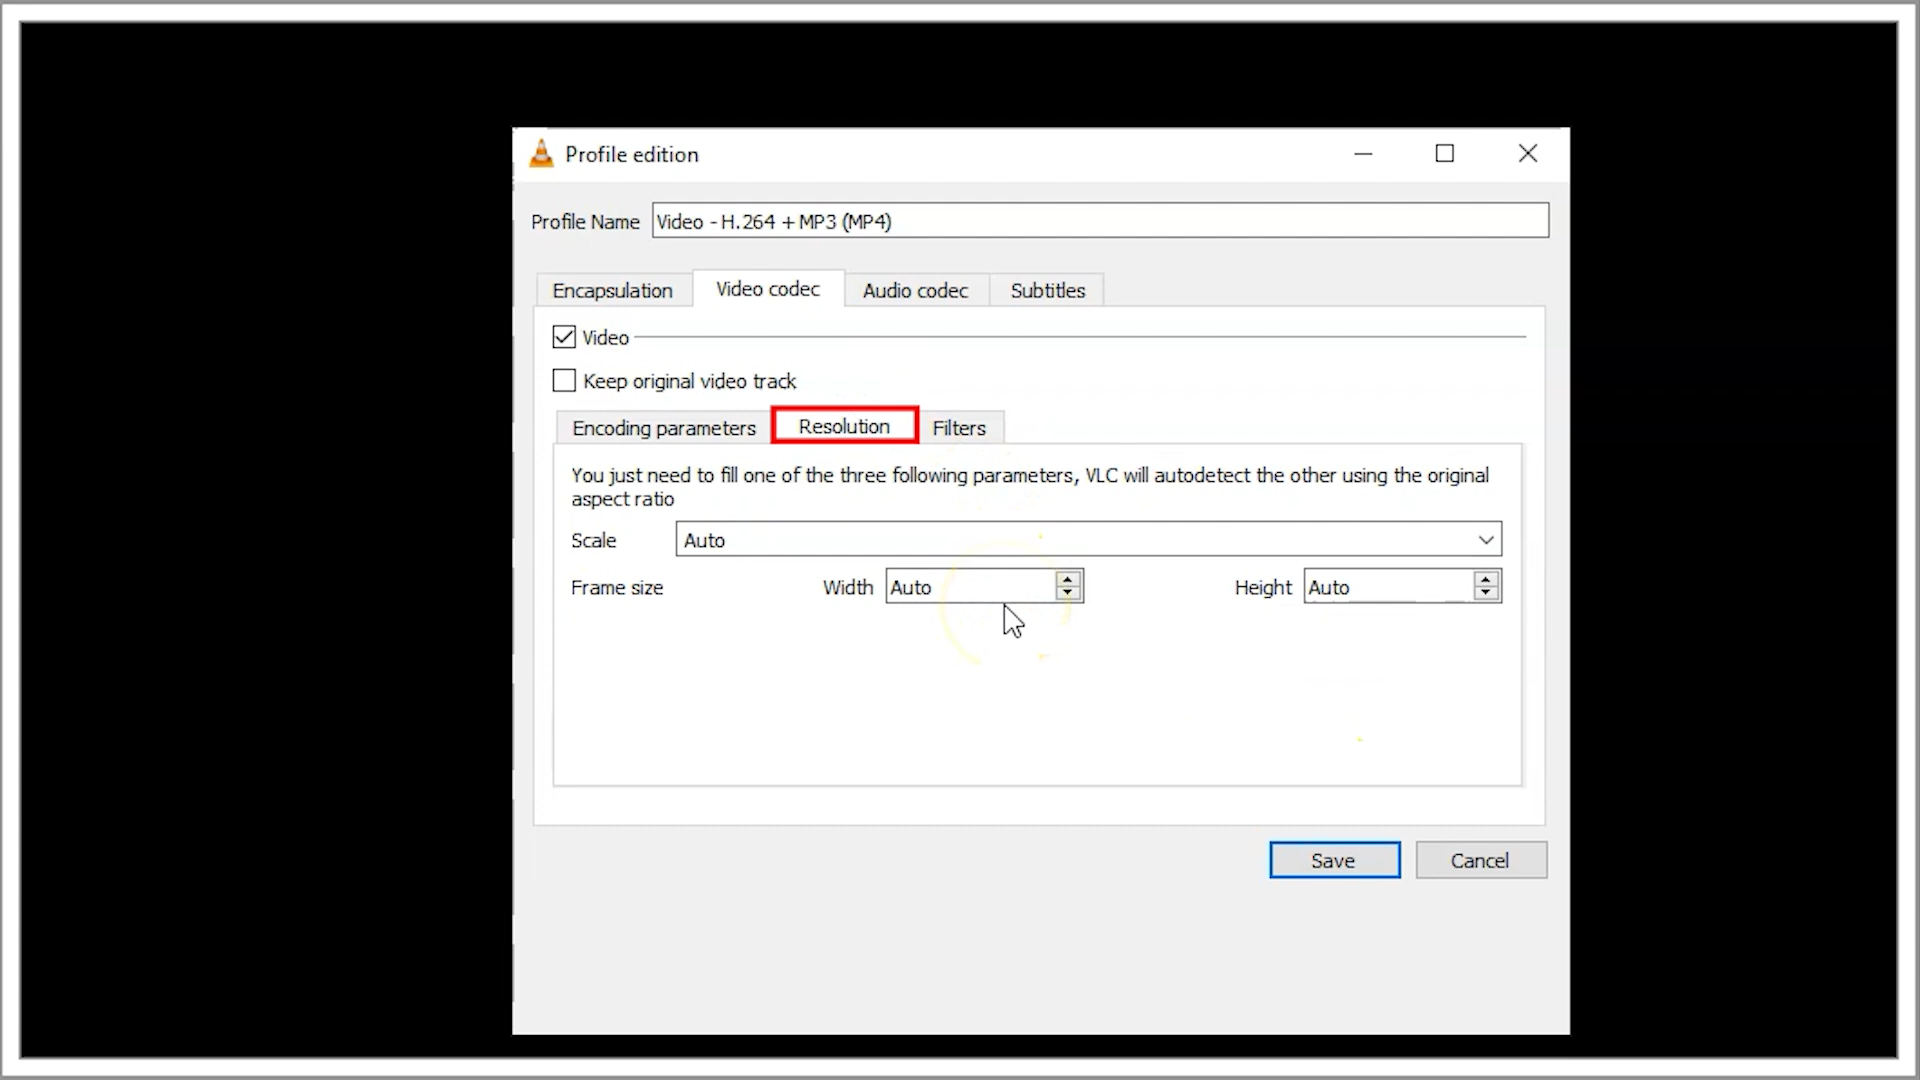 Profile edition
Profile Name Video - H.264 + MP3 (MP4)
Encapsulation Video codec Audio codec Subtitles
Video
Keep original video track
Encoding parameters Resolution Filters
You just need to fill one of the three following parameters, VLC will autodetect the other using the original
aspect ratio
Scale Auto
Frame size Width Auto Height Auto
Save Cancel